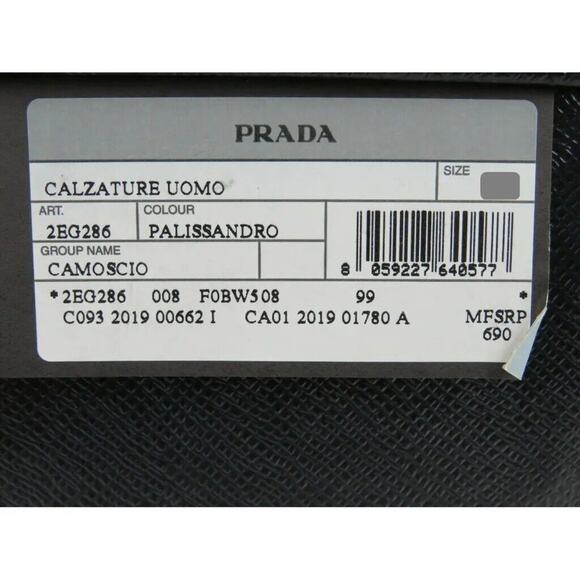 PRADA
CALZATURE UOMO
SIZE
ART.
COLOUR
2EG286
PALISSANDRO
GROUP NAME
CAMOSCIO
8 059227 640577
*2EG286 008 F0BW508 99 *
C093 2019 00662 I CA01 2019 01780 A MFSRP
690